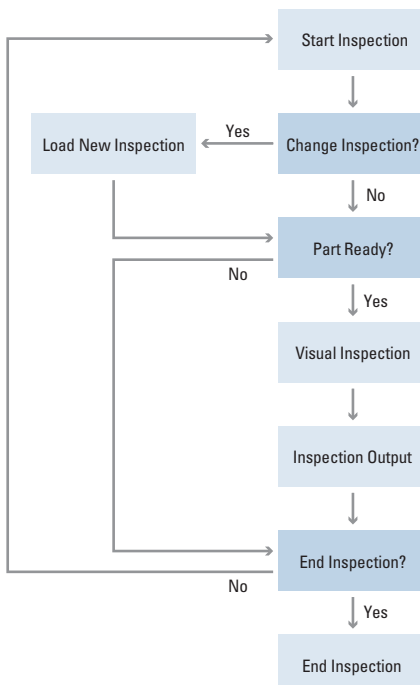 Start Inspection
Yes
Load New Inspection
Change Inspection?
No
Part Ready?
No
Yes
Visual Inspection
Inspection Output
End Inspection?
No
Yes
End Inspection